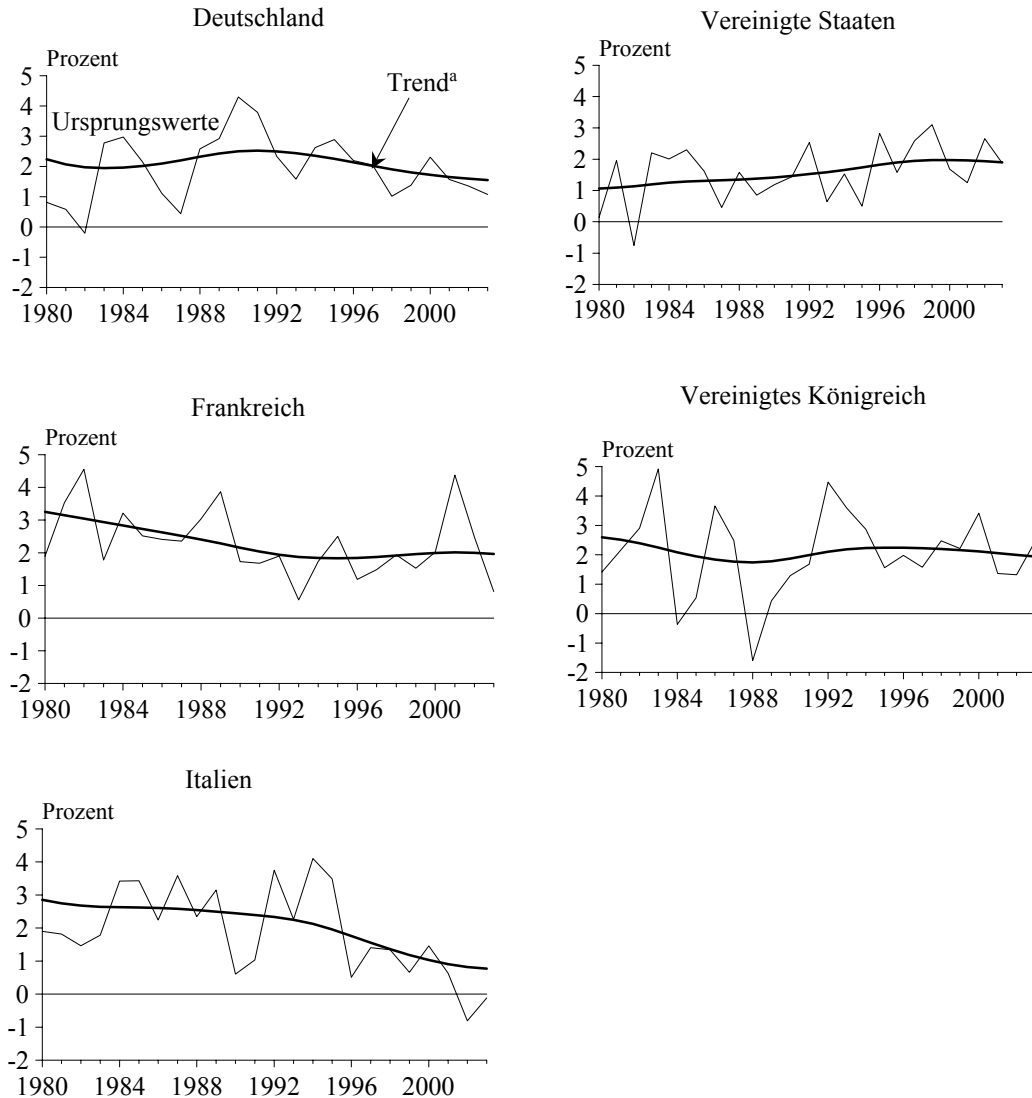 Deutschland
Prozent
5
4
3
2
1
0
-1
-2
Ursprungswerte
Trendᵃ
1980 1984 1988 1992 1996 2000
Vereinigte Staaten
Prozent
5
4
3
2
1
0
-1
-2
1980 1984 1988 1992 1996 2000
Frankreich
Prozent
5
4
3
2
1
0
-1
-2
1980 1984 1988 1992 1996 2000
Vereinigtes Königreich
Prozent
5
4
3
2
1
0
-1
-2
1980 1984 1988 1992 1996 2000
Italien
Prozent
5
4
3
2
1
0
-1
-2
1980 1984 1988 1992 1996 2000